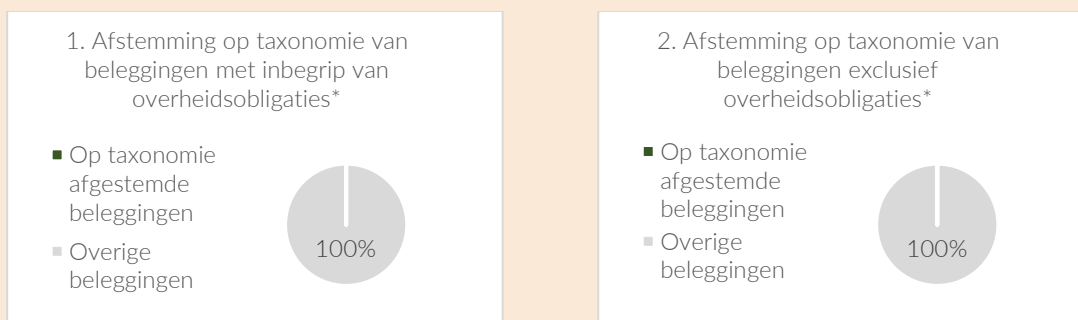 1. Afstemming op taxonomie van
beleggingen met inbegrip van
overheidsobligaties*
Op taxonomie
afgestemde
beleggingen
Overige
beleggingen
100%
2. Afstemming op taxonomie van
beleggingen exclusief
overheidsobligaties*
Op taxonomie
afgestemde
beleggingen
Overige
beleggingen
100%